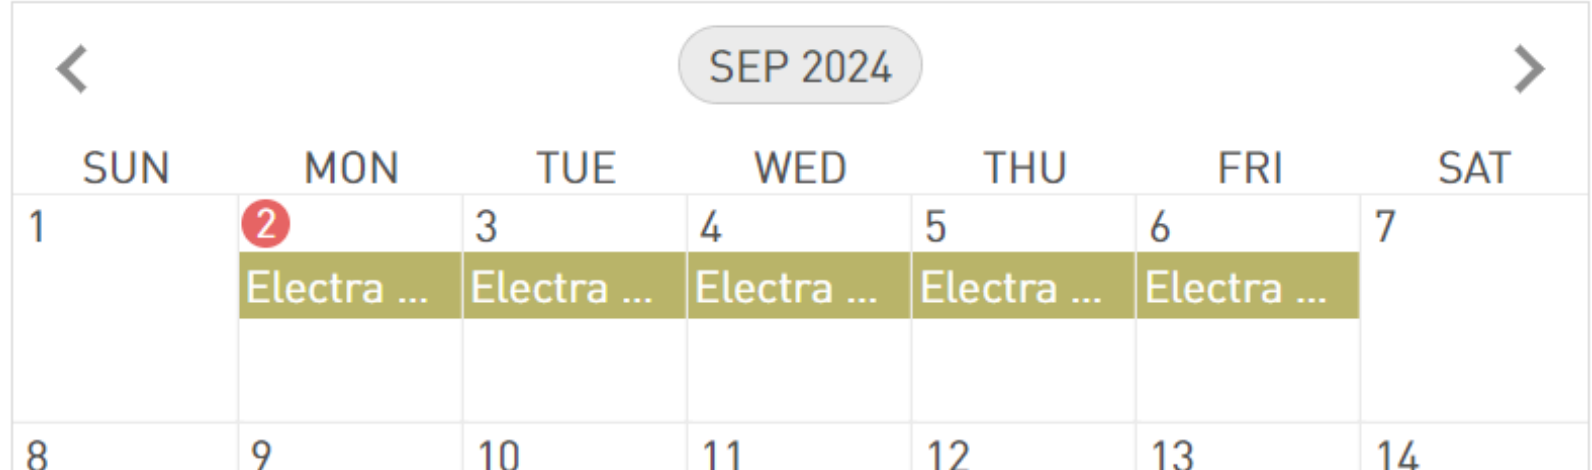 SEP 2024
SUN MON TUE WED THU FRI SAT
1 2 3 4 5 6 7
Electra ... Electra ... Electra ... Electra ... Electra ...
8 9 10 11 12 13 14